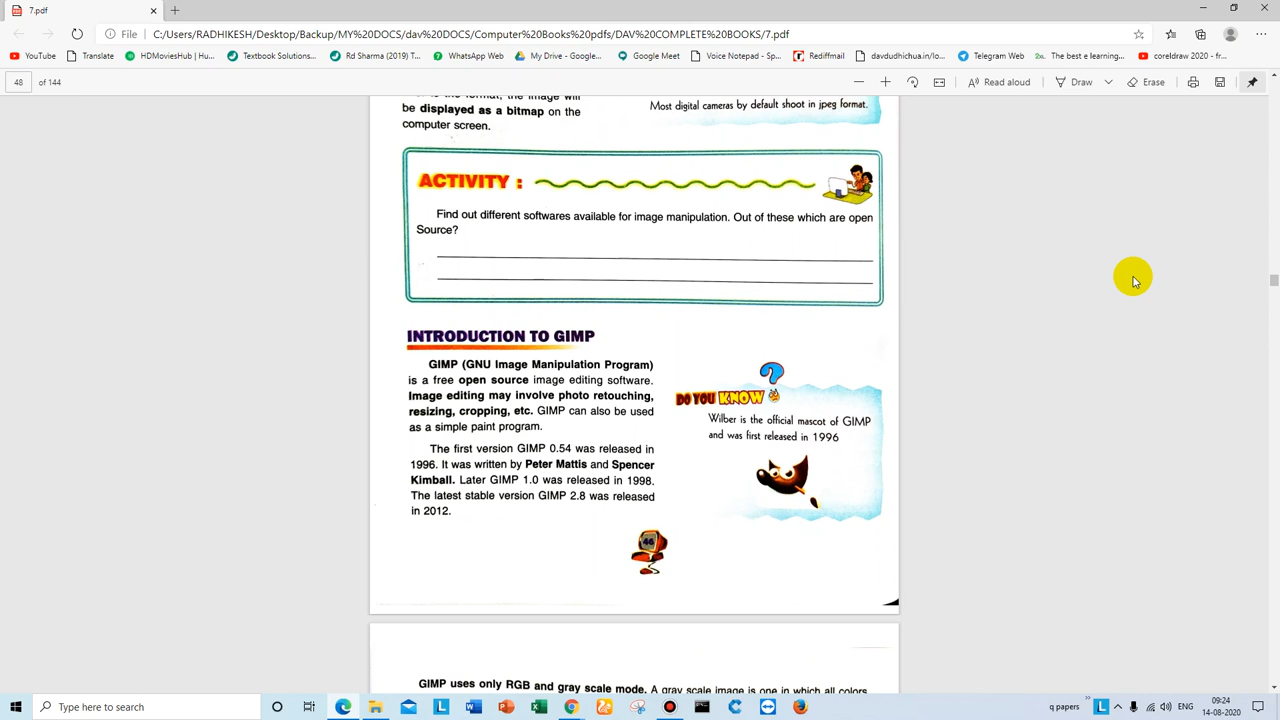 7.pdf
File
C:/Users/RADHIKESH/Desktop/Backup/MY%20DOCS/dav%20DOCS/Computer%20Books%20pdfs/DAV%20COMPLETE%20BOOKS/7.pdf
YouTube
Translate
HDMoviesHub | Hu...
Textbook Solutions...
Rd Sharma Solutio...
WhatsApp Web
My Drive - Google...
Google Meet
Voice Notepad - Sp...
Rediffmail
davdudhichua.in/lo...
Telegram Web
The best e learning...
coreldraw 2020 - fr...
48 of 144
Read aloud
Draw
Erase
be displayed as a bitmap on the
computer screen.
Most digital cameras by default shoot in jpeg format.
ACTIVITY :
Find out different softwares available for image manipulation. Out of these which are open
Source?
INTRODUCTION TO GIMP
GIMP (GNU Image Manipulation Program)
is a free open source image editing software.
Image editing may involve photo retouching,
resizing, cropping, etc. GIMP can also be used
as a simple paint program.
The first version GIMP 0.54 was released in
1996. It was written by Peter Mattis and Spencer
Kimball. Later GIMP 1.0 was released in 1998.
The latest stable version GIMP 2.8 was released
in 2012.
DO YOU KNOW
?
Wilber is the official mascot of GIMP
and was first released in 1996
46
GIMP uses only RGB and gray scale mode. A gray scale image is one in which all colors
Type here to search
q papers
09:24
14-08-2020